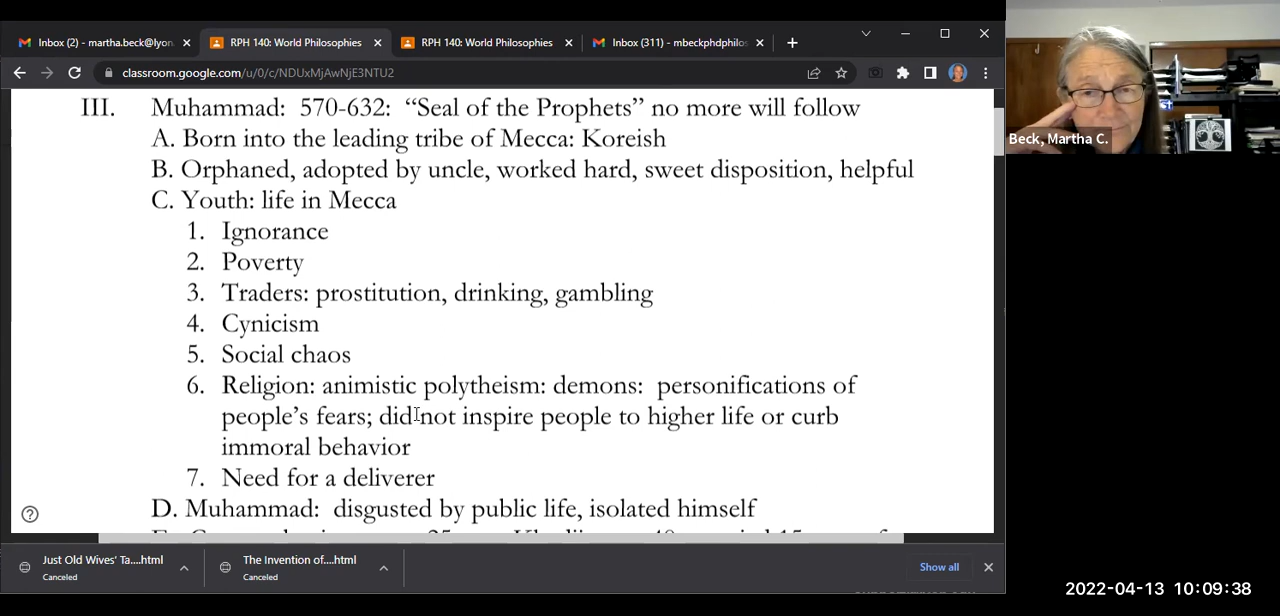 Inbox (2) - martha.beck@lyon
RPH 140: World Philosophies
RPH 140: World Philosophies
Inbox (311) - mbeckphdphilos
classroom.google.com/u/0/c/NDUxMjAwNjE3NTU2
III. Muhammad: 570-632: “Seal of the Prophets” no more will follow
A. Born into the leading tribe of Mecca: Koreish
B. Orphaned, adopted by uncle, worked hard, sweet disposition, helpful
C. Youth: life in Mecca
1. Ignorance
2. Poverty
3. Traders: prostitution, drinking, gambling
4. Cynicism
5. Social chaos
6. Religion: animistic polytheism: demons: personifications of
people’s fears; did not inspire people to higher life or curb
immoral behavior
7. Need for a deliverer
D. Muhammad: disgusted by public life, isolated himself
Just Old Wives' Ta....html
Canceled
The Invention of....html
Canceled
Show all
Beck, Martha C.
2022-04-13 10:09:38